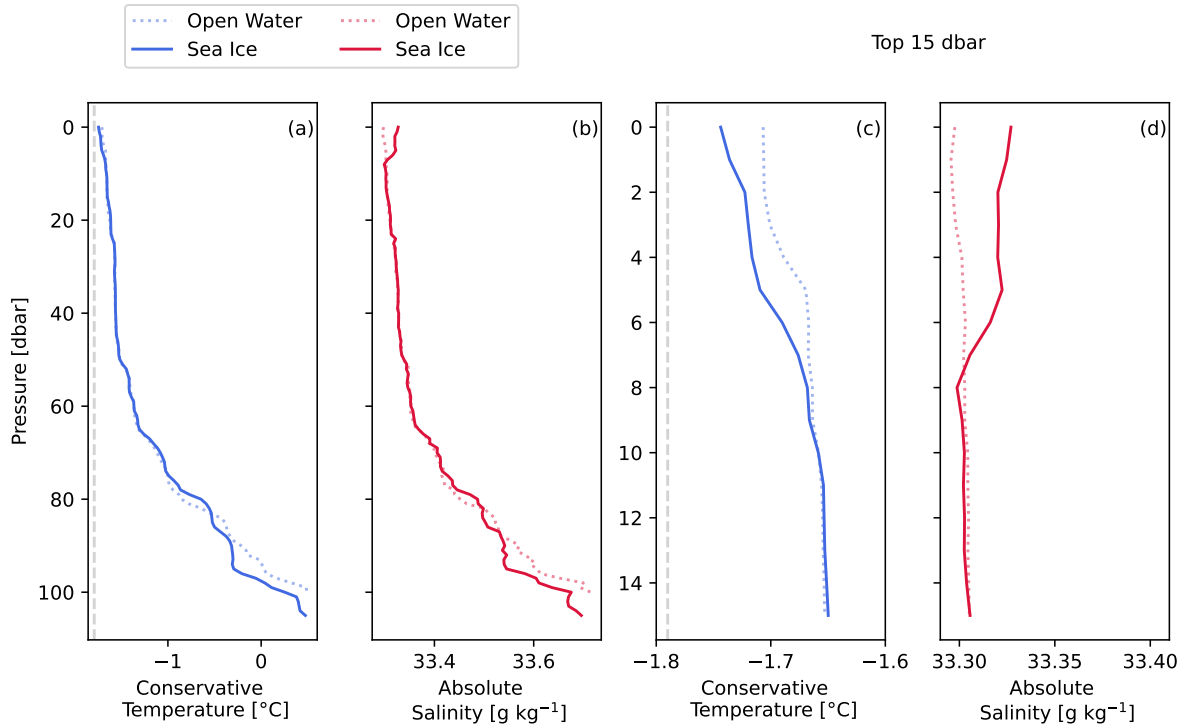 Open Water
Sea Ice
Open Water
Sea Ice
Top 15 dbar
(a)
(b)
(c)
(d)
0
20
40
60
80
100
Pressure [dbar]
−1
0
Conservative
Temperature [°C]
33.4
33.6
Absolute
Salinity [g kg⁻¹]
0
2
4
6
8
10
12
14
−1.8
−1.7
−1.6
Conservative
Temperature [°C]
33.30
33.35
33.40
Absolute
Salinity [g kg⁻¹]